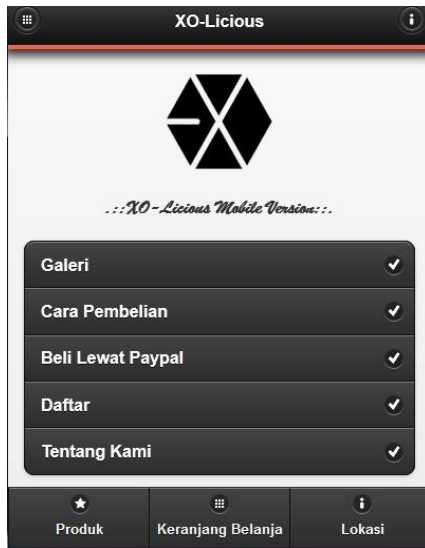 XO-Licious
.::XO-Licious Mobile Version::.
Galeri
Cara Pembelian
Beli Lewat Paypal
Daftar
Tentang Kami
Produk Keranjang Belanja Lokasi